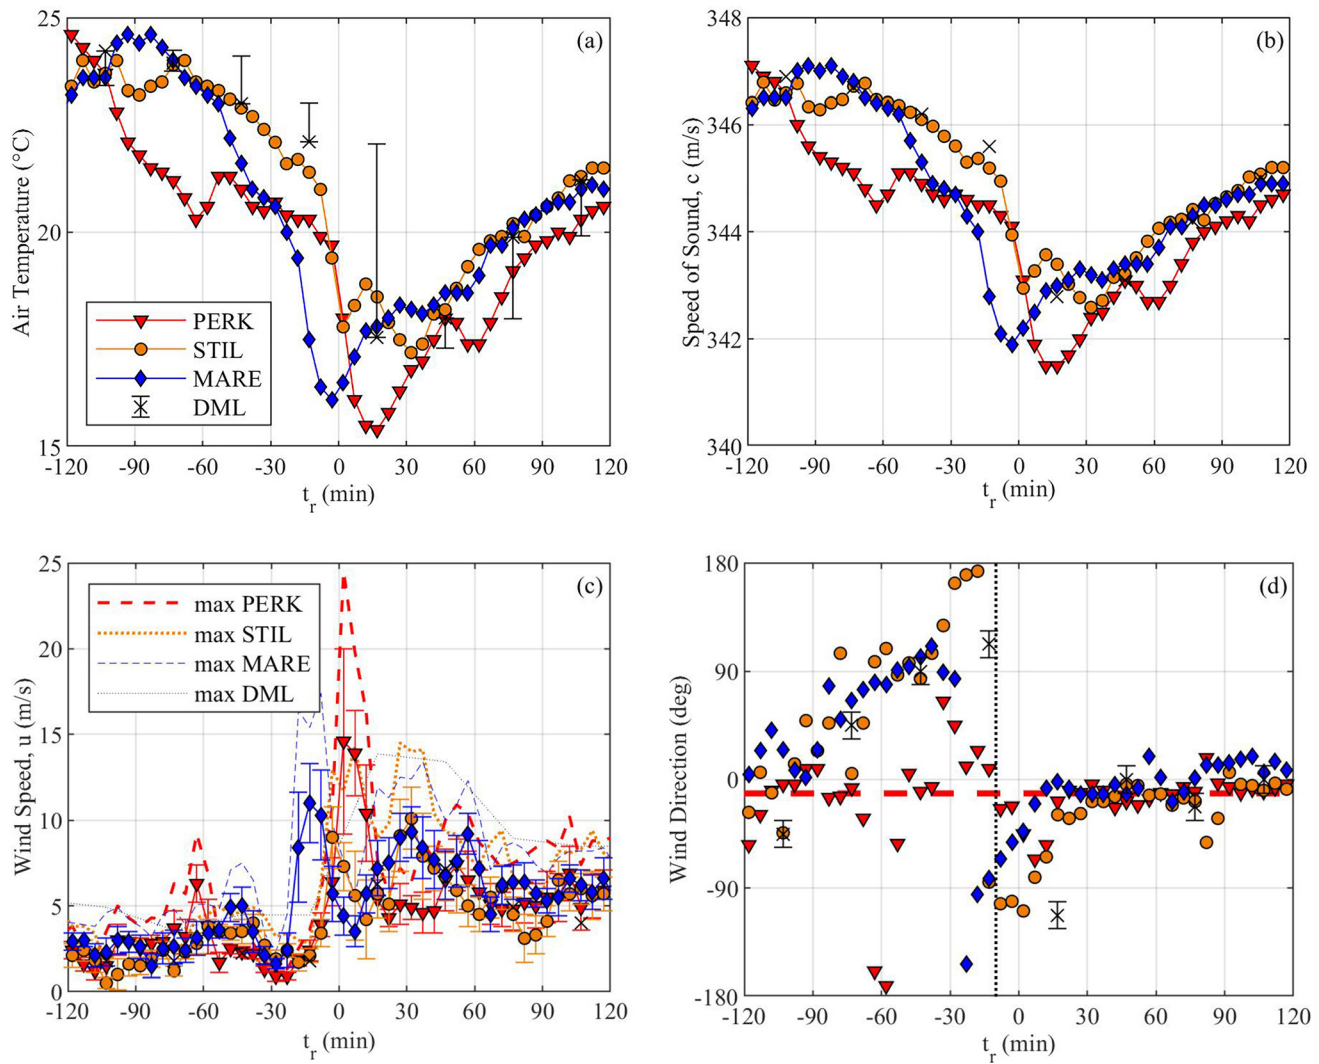 (a)
Air Temperature (°C)
25
20
15
PERK
STIL
MARE
DML
-120 -90 -60 -30 0 30 60 90 120
t_r (min)
(b)
Speed of Sound, c (m/s)
348
346
344
342
340
-120 -90 -60 -30 0 30 60 90 120
t_r (min)
(c)
Wind Speed, u (m/s)
25
20
15
10
5
0
max PERK
max STIL
max MARE
max DML
-120 -90 -60 -30 0 30 60 90 120
t_r (min)
(d)
Wind Direction (deg)
180
90
0
-90
-180
-120 -90 -60 -30 0 30 60 90 120
t_r (min)